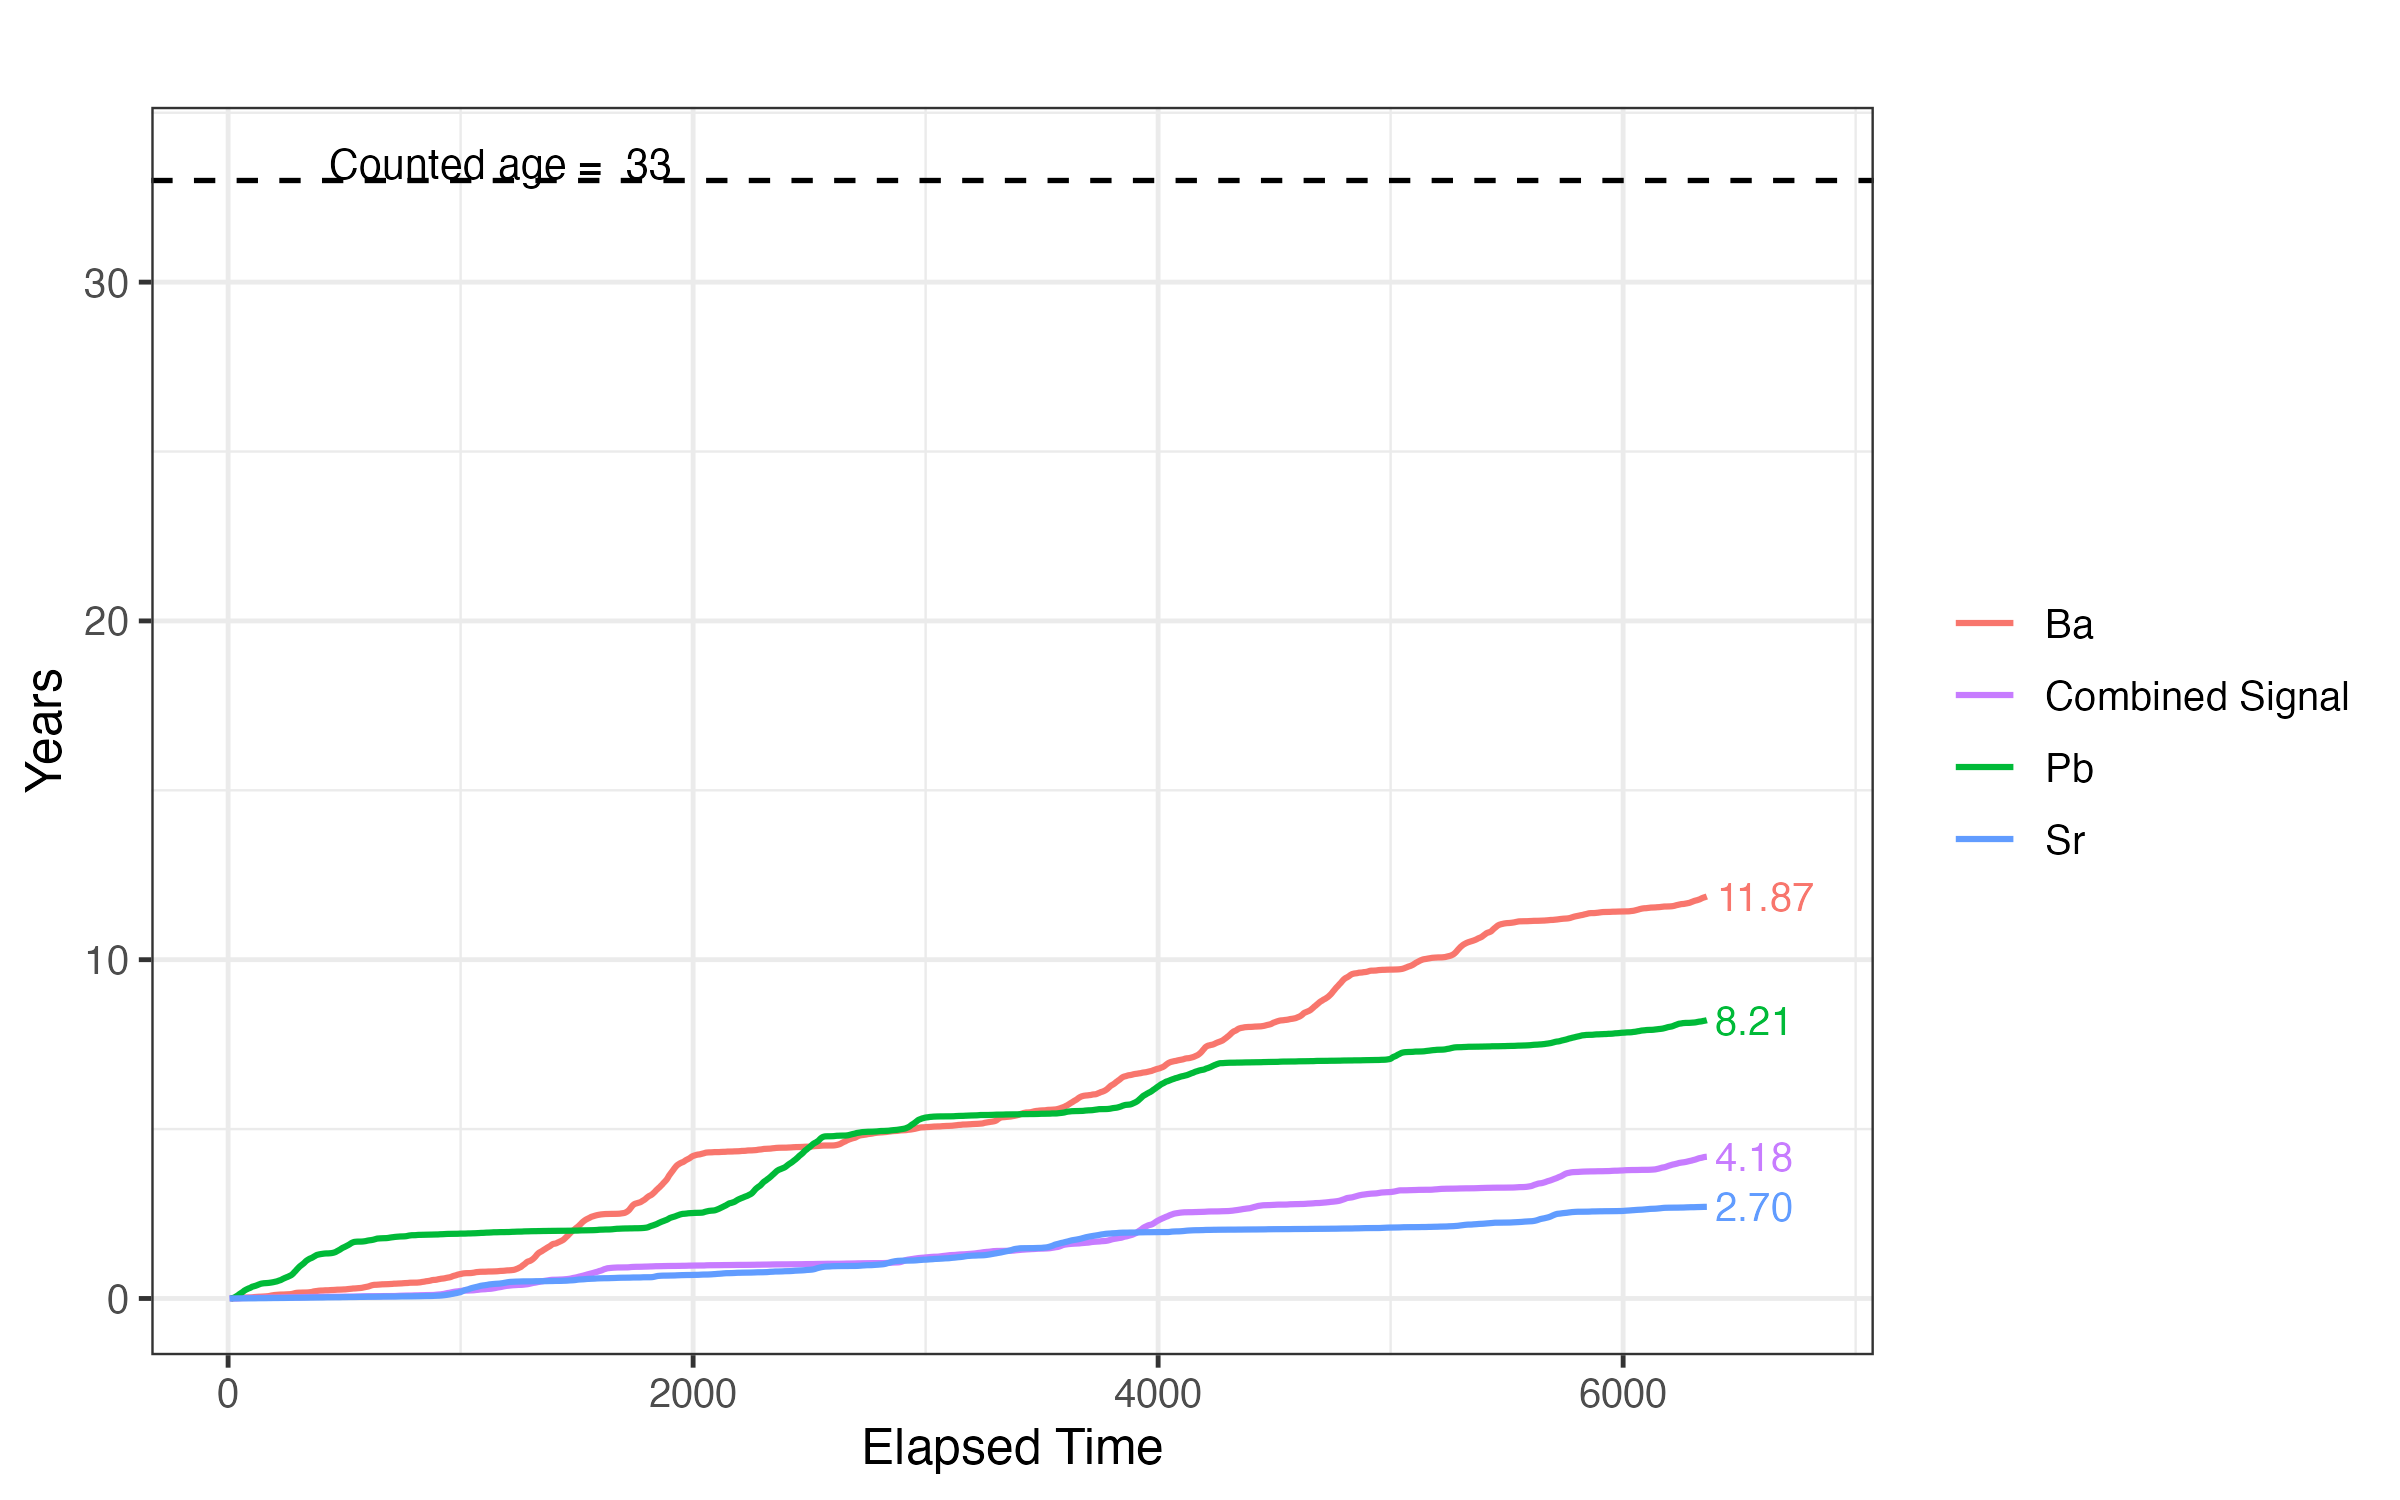 Counted age = 33
30
20
10
0
Years
0 2000 4000 6000
Elapsed Time
11.87
8.21
4.18
2.70
Ba
Combined Signal
Pb
Sr